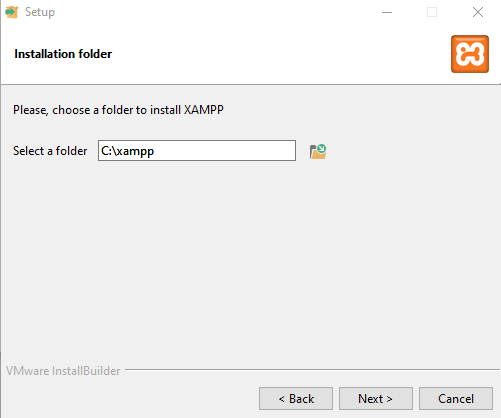 Setup
Installation folder
Please, choose a folder to install XAMPP
Select a folder C:\xampp
VMware InstallBuilder
< Back Next > Cancel